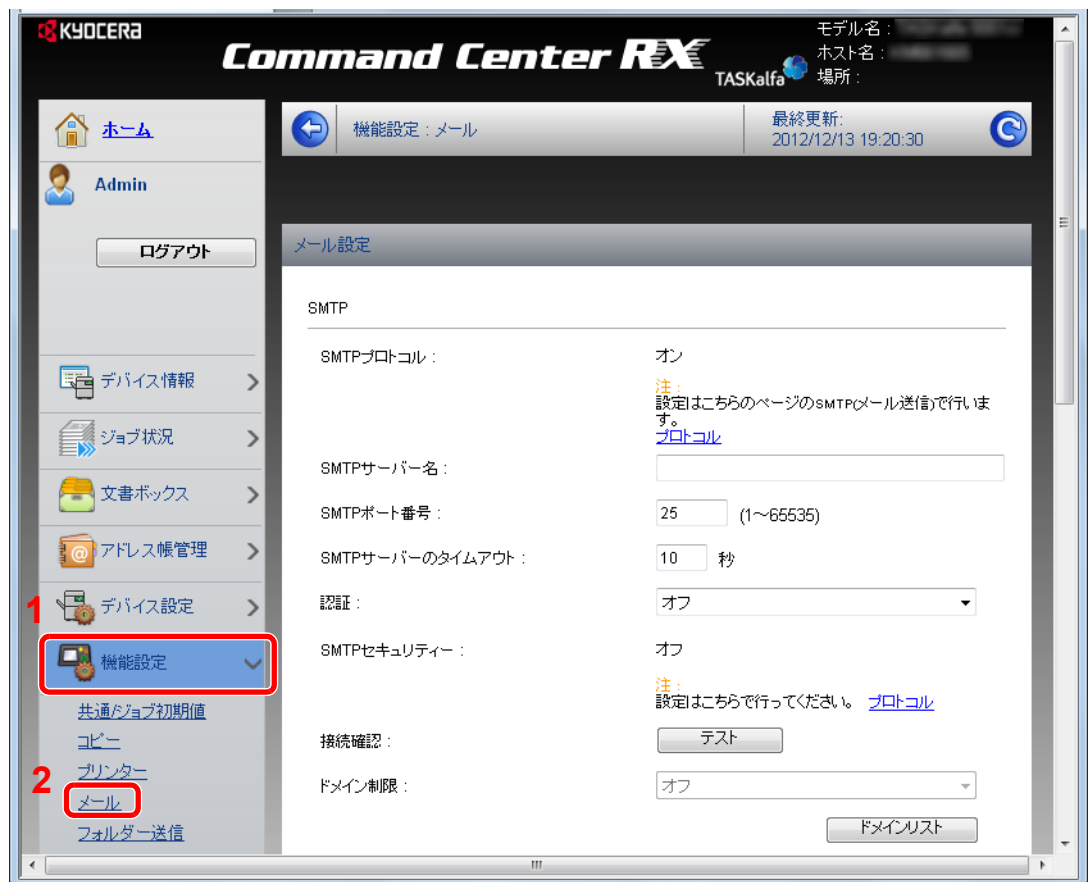 KYOCERA
Command Center RX
TASKalfa
モデル名 :
ホスト名 :
場所 :
ホーム
機能設定 : メール
最終更新:
2012/12/13 19:20:30
Admin
ログアウト
メール設定
SMTP
SMTPプロトコル :
オン
注 :
設定はこちらのページのSMTP(メール送信)で行いま
す。
プロトコル
デバイス情報
ジョブ状況
文書ボックス
アドレス帳管理
1
デバイス設定
機能設定
共通/ジョブ初期値
コピー
プリンター
2
メール
フォルダー送信
SMTPサーバー名 :
SMTPポート番号 :
25
(1～65535)
SMTPサーバーのタイムアウト :
10
秒
認証 :
オフ
SMTPセキュリティー :
オフ
注 :
設定はこちらで行ってください。 プロトコル
接続確認 :
テスト
ドメイン制限 :
オフ
ドメインリスト